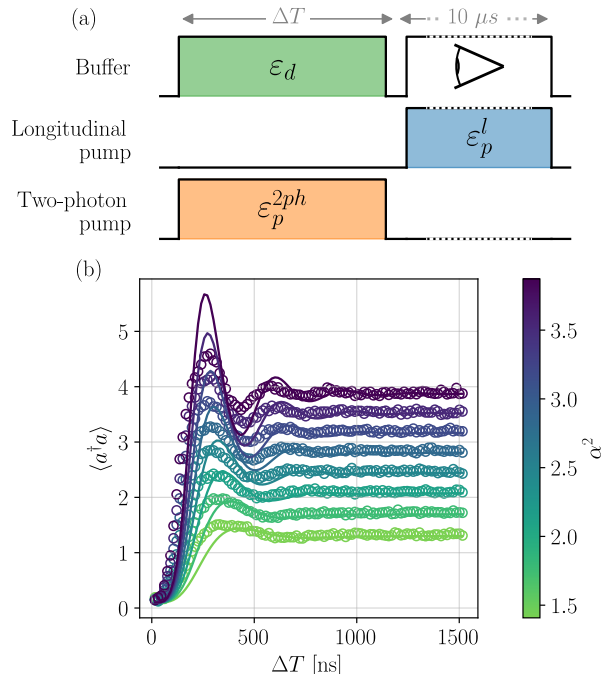 (a)
ΔT
10 μs
Buffer
ε_d
Longitudinal
pump
ε_p^l
Two-photon
pump
ε_p^{2ph}
(b)
5
4
3
2
1
0
⟨a†a⟩
0
500
1000
1500
ΔT [ns]
3.5
3.0
2.5
2.0
1.5
α²